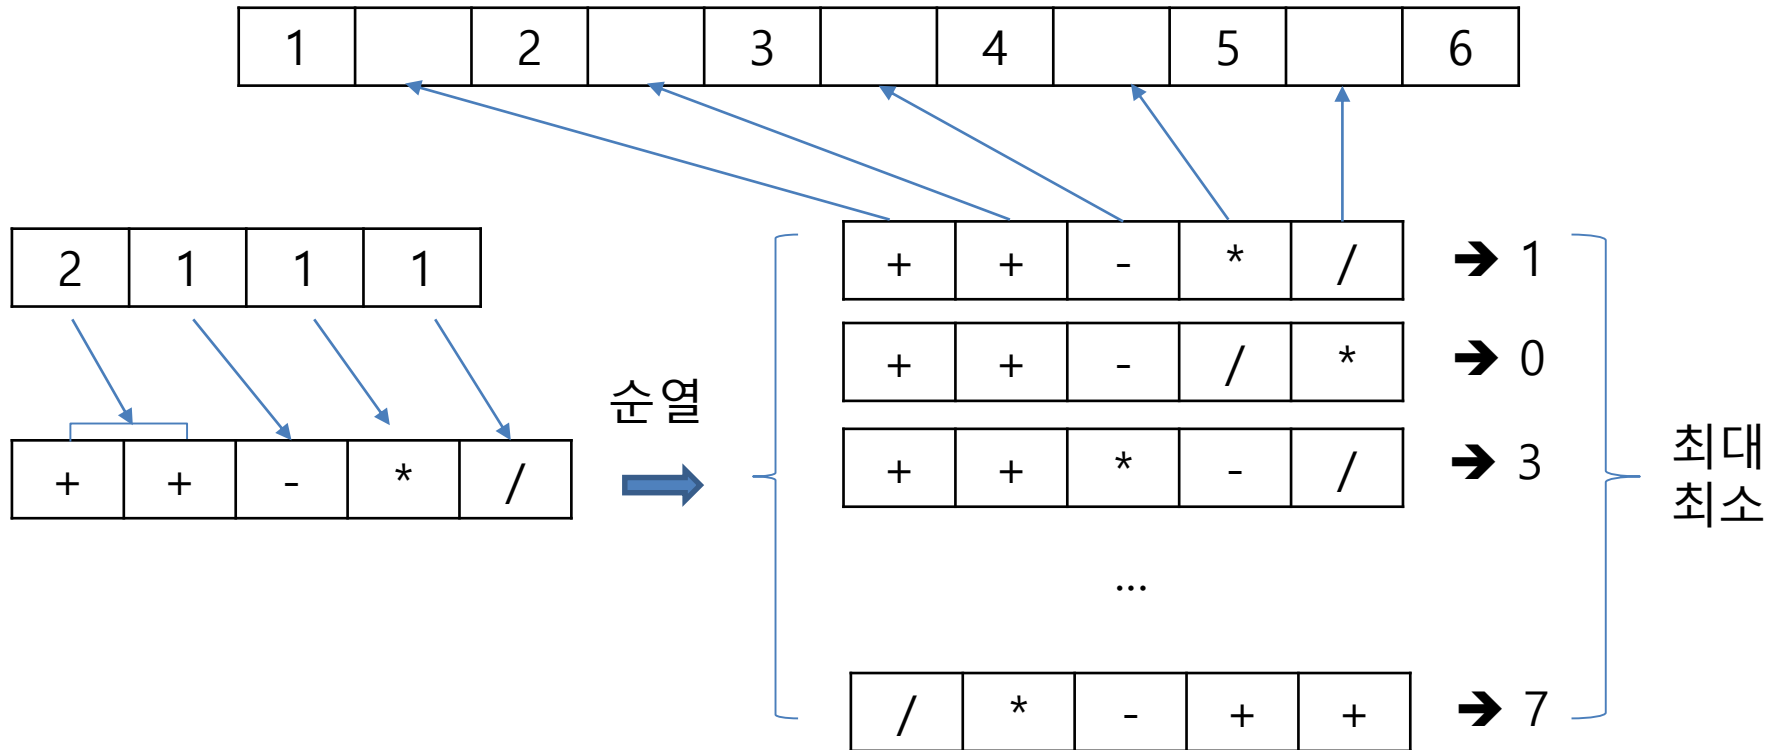 1 2 3 4 5 6
2 1 1 1
+ + - * /
순열
+ + - * / ➔ 1
+ + - / * ➔ 0
+ + * - / ➔ 3
...
/ * - + + ➔ 7
최대
최소